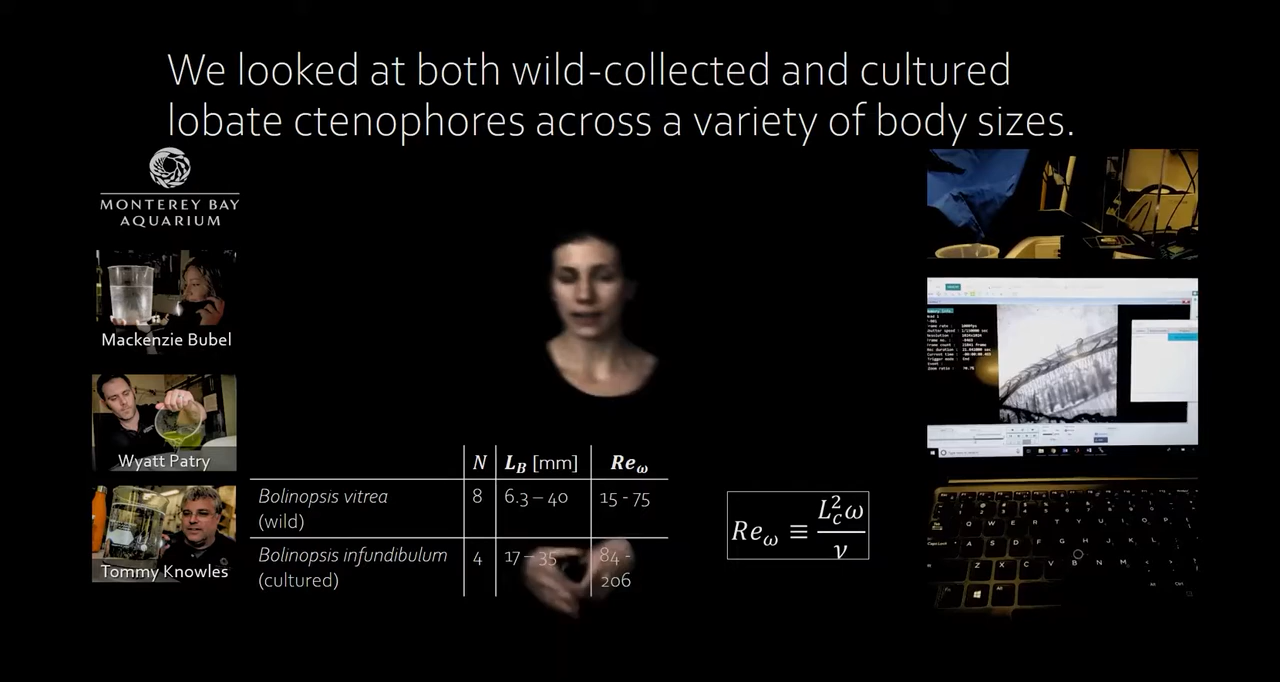 We looked at both wild-collected and cultured
lobate ctenophores across a variety of body sizes.
MONTEREY BAY
AQUARIUM
Mackenzie Bubel
Wyatt Patry
Tommy Knowles
N L_B [mm] Re_ω
Bolinopsis vitrea 8 6.3 – 40 15 - 75
(wild)
Bolinopsis infundibulum 4 17 – 35 84 -
(cultured) 206
Re_ω ≡ L_c^2 ω / ν
Q W E R T Y U I O P
A S D F G H J K L
Z X C V B N M